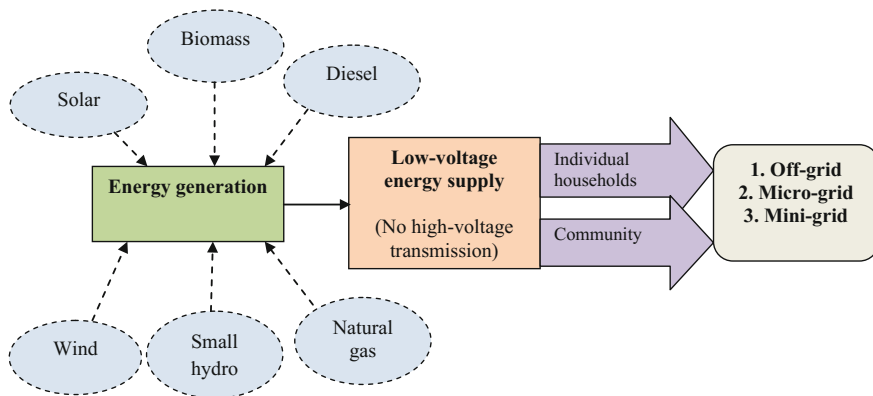 Biomass
Diesel
Solar
Energy generation
Low-voltage
energy supply
(No high-voltage
transmission)
Individual
households
Community
1. Off-grid
2. Micro-grid
3. Mini-grid
Wind
Small
hydro
Natural
gas